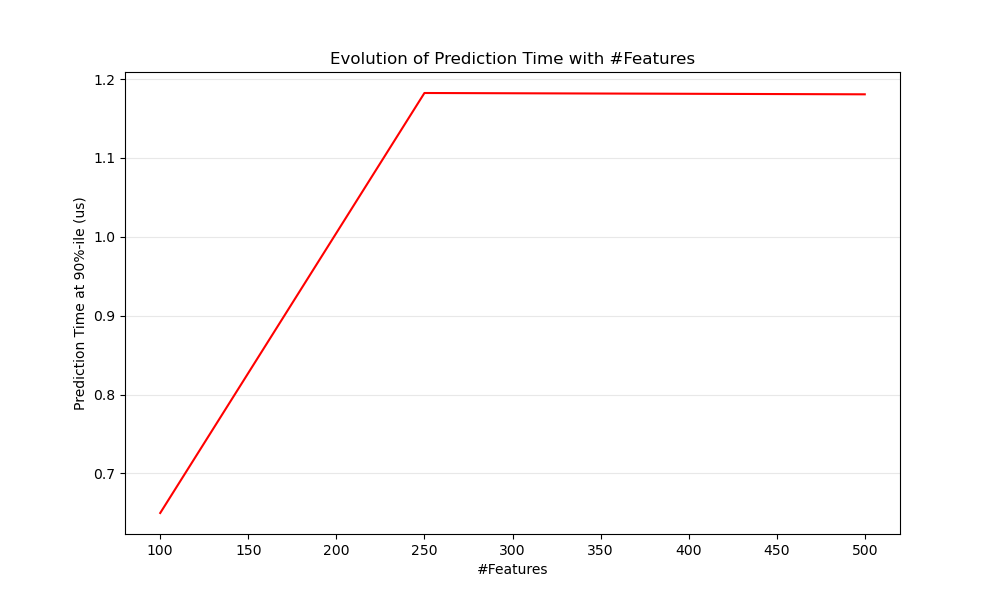 Evolution of Prediction Time with #Features
Prediction Time at 90%-ile (us)
1.2
1.1
1.0
0.9
0.8
0.7
100 150 200 250 300 350 400 450 500
#Features